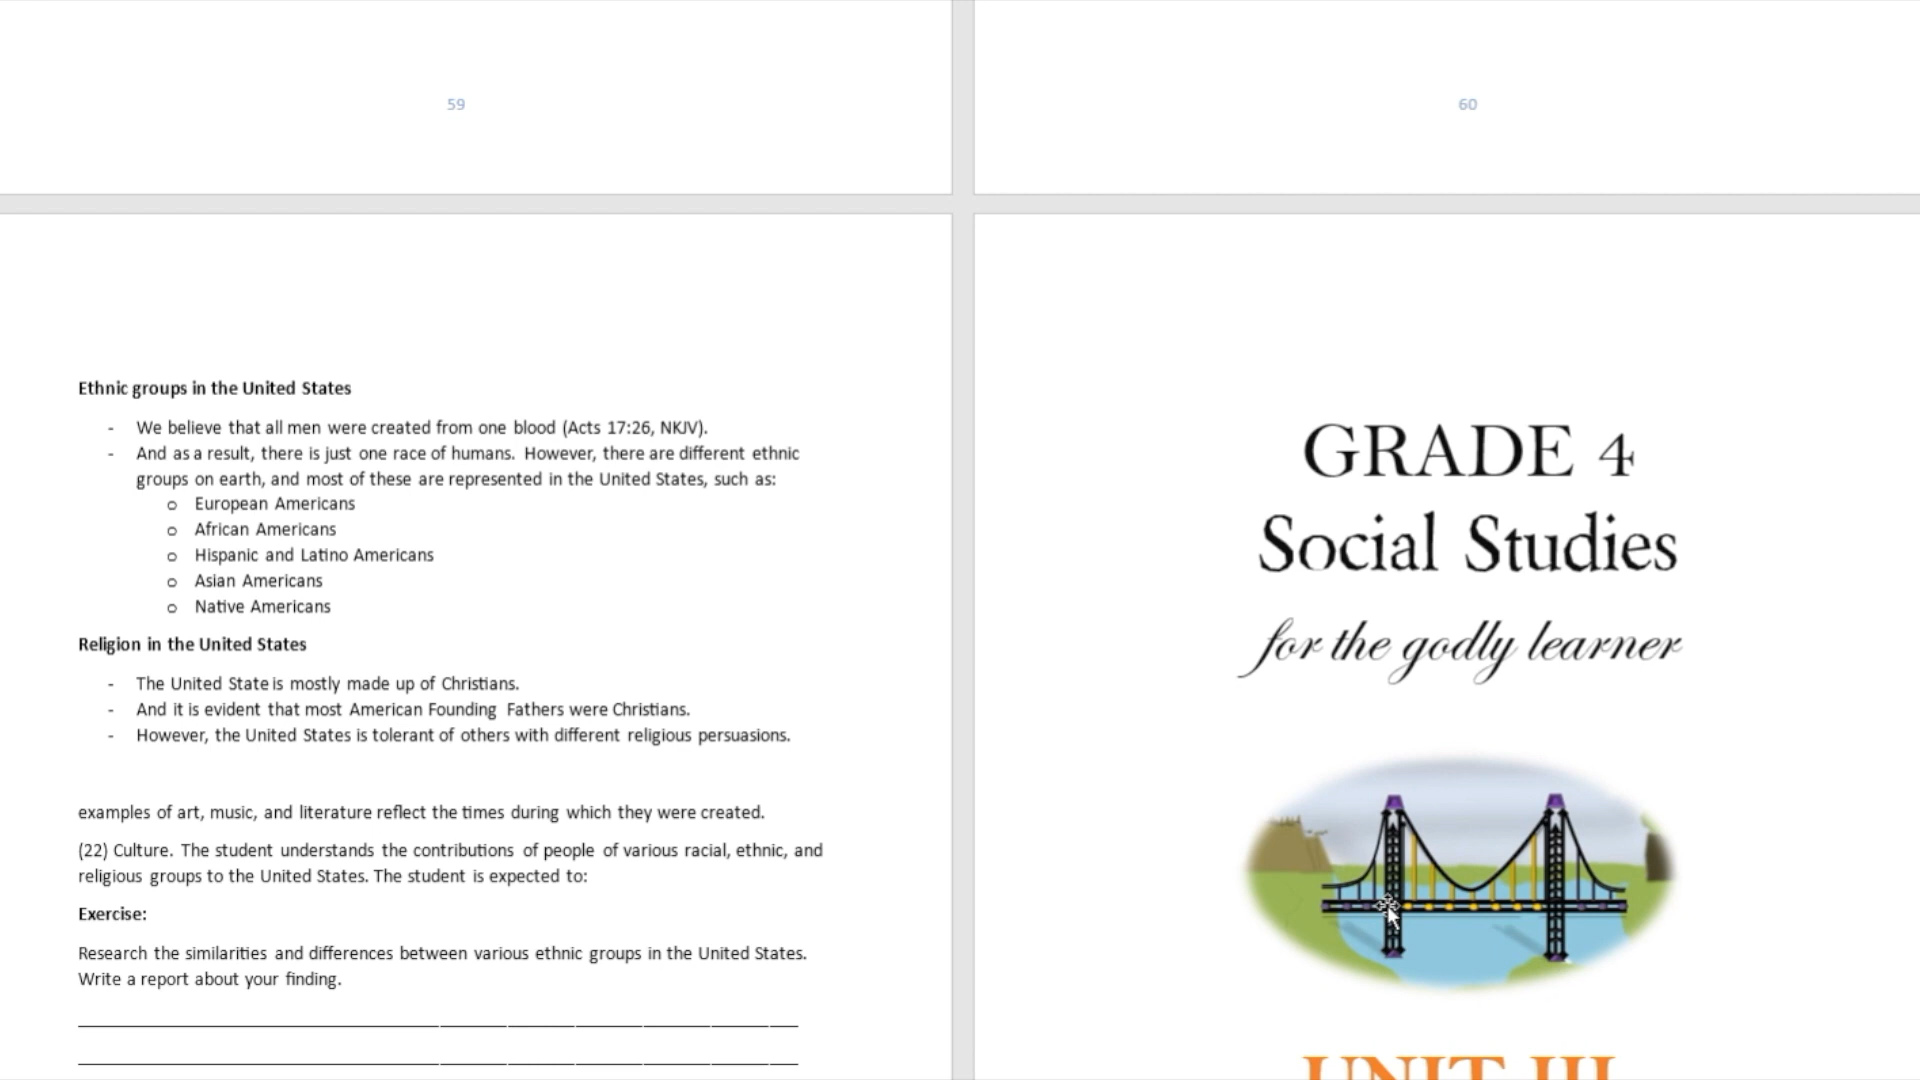 59
60
Ethnic groups in the United States
- We believe that all men were created from one blood (Acts 17:26, NKJV).
- And as a result, there is just one race of humans. However, there are different ethnic
groups on earth, and most of these are represented in the United States, such as:
o European Americans
o African Americans
o Hispanic and Latino Americans
o Asian Americans
o Native Americans
Religion in the United States
- The United State is mostly made up of Christians.
- And it is evident that most American Founding Fathers were Christians.
- However, the United States is tolerant of others with different religious persuasions.
examples of art, music, and literature reflect the times during which they were created.
(22) Culture. The student understands the contributions of people of various racial, ethnic, and
religious groups to the United States. The student is expected to:
Exercise:
Research the similarities and differences between various ethnic groups in the United States.
Write a report about your finding.
GRADE 4
Social Studies
for the godly learner
UNIT III